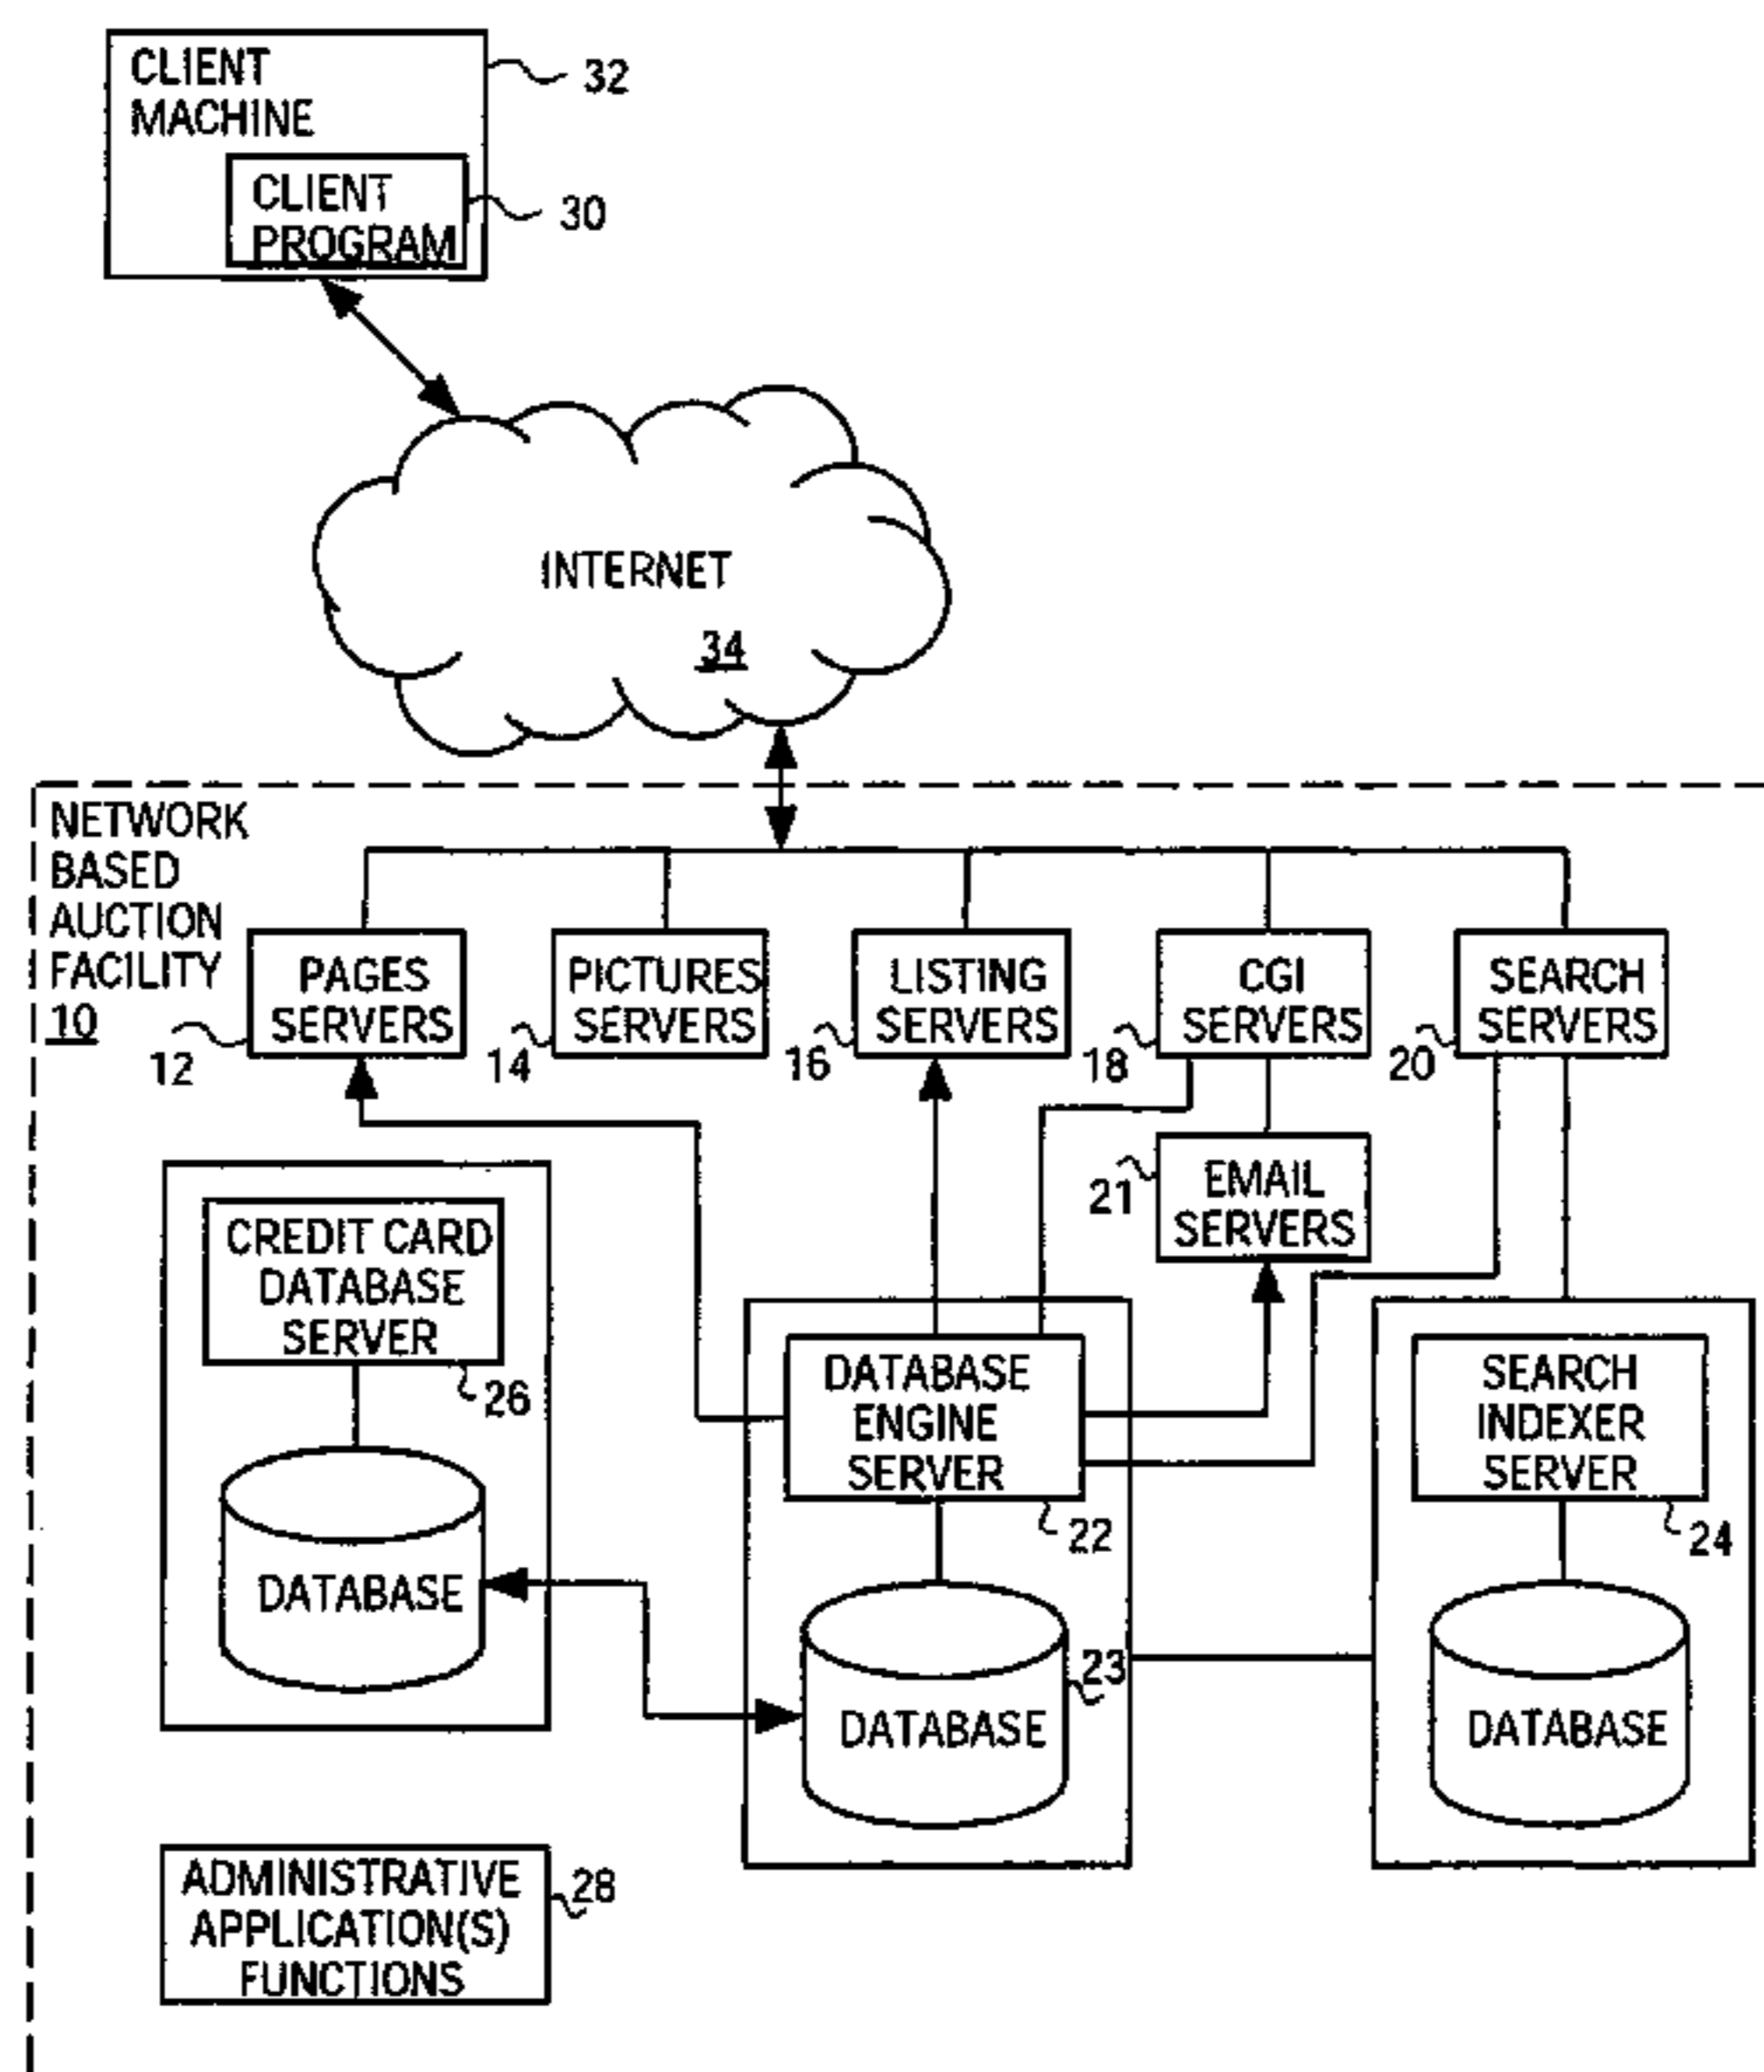 CLIENT
MACHINE
32
CLIENT
PROGRAM
30
INTERNET
34
NETWORK
BASED
AUCTION
FACILITY
10
PAGES
SERVERS
12
PICTURES
SERVERS
14
LISTING
SERVERS
16
CGI
SERVERS
18
SEARCH
SERVERS
20
EMAIL
SERVERS
21
CREDIT CARD
DATABASE
SERVER
26
DATABASE
DATABASE
ENGINE
SERVER
22
23
DATABASE
SEARCH
INDEXER
SERVER
24
DATABASE
ADMINISTRATIVE
APPLICATION(S)
FUNCTIONS
28